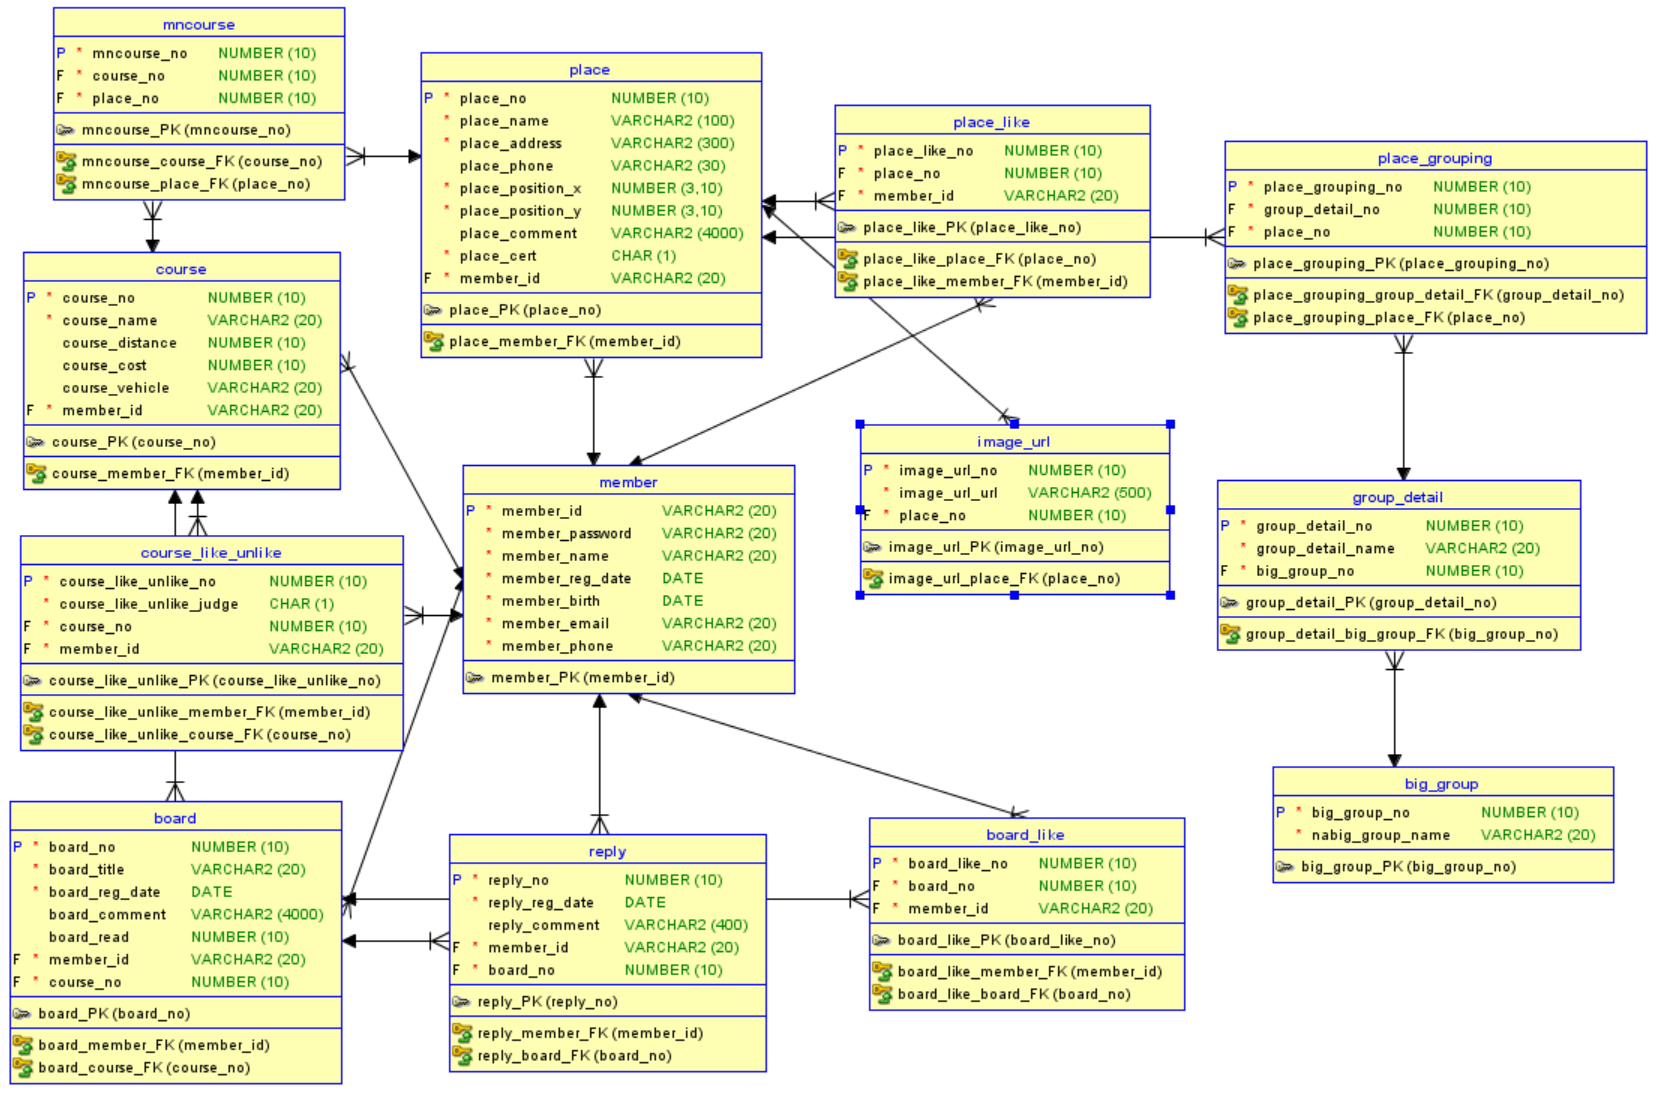 mncourse
P * mncourse_no NUMBER (10)
F * course_no NUMBER (10)
F * place_no NUMBER (10)
mncourse_PK (mncourse_no)
mncourse_course_FK (course_no)
mncourse_place_FK (place_no)
place
P * place_no NUMBER (10)
* place_name VARCHAR2 (100)
* place_address VARCHAR2 (300)
place_phone VARCHAR2 (30)
* place_position_x NUMBER (3,10)
* place_position_y NUMBER (3,10)
place_comment VARCHAR2 (4000)
* place_cert CHAR (1)
F * member_id VARCHAR2 (20)
place_PK (place_no)
place_member_FK (member_id)
place_like
P * place_like_no NUMBER (10)
F * place_no NUMBER (10)
F * member_id VARCHAR2 (20)
place_like_PK (place_like_no)
place_like_place_FK (place_no)
place_like_member_FK (member_id)
place_grouping
P * place_grouping_no NUMBER (10)
F * group_detail_no NUMBER (10)
F * place_no NUMBER (10)
place_grouping_PK (place_grouping_no)
place_grouping_group_detail_FK (group_detail_no)
place_grouping_place_FK (place_no)
course
P * course_no NUMBER (10)
* course_name VARCHAR2 (20)
course_distance NUMBER (10)
course_cost NUMBER (10)
course_vehicle VARCHAR2 (20)
F * member_id VARCHAR2 (20)
course_PK (course_no)
course_member_FK (member_id)
member
P * member_id VARCHAR2 (20)
* member_password VARCHAR2 (20)
* member_name VARCHAR2 (20)
* member_reg_date DATE
* member_birth DATE
* member_email VARCHAR2 (20)
* member_phone VARCHAR2 (20)
member_PK (member_id)
image_url
P * image_url_no NUMBER (10)
* image_url_url VARCHAR2 (500)
F * place_no NUMBER (10)
image_url_PK (image_url_no)
image_url_place_FK (place_no)
group_detail
P * group_detail_no NUMBER (10)
* group_detail_name VARCHAR2 (20)
F * big_group_no NUMBER (10)
group_detail_PK (group_detail_no)
group_detail_big_group_FK (big_group_no)
course_like_unlike
P * course_like_unlike_no NUMBER (10)
* course_like_unlike_judge CHAR (1)
F * course_no NUMBER (10)
F * member_id VARCHAR2 (20)
course_like_unlike_PK (course_like_unlike_no)
course_like_unlike_member_FK (member_id)
course_like_unlike_course_FK (course_no)
big_group
P * big_group_no NUMBER (10)
* nabig_group_name VARCHAR2 (20)
big_group_PK (big_group_no)
board
P * board_no NUMBER (10)
* board_title VARCHAR2 (20)
* board_reg_date DATE
board_comment VARCHAR2 (4000)
board_read NUMBER (10)
F * member_id VARCHAR2 (20)
F * course_no NUMBER (10)
board_PK (board_no)
board_member_FK (member_id)
board_course_FK (course_no)
reply
P * reply_no NUMBER (10)
* reply_reg_date DATE
reply_comment VARCHAR2 (400)
F * member_id VARCHAR2 (20)
F * board_no NUMBER (10)
reply_PK (reply_no)
reply_member_FK (member_id)
reply_board_FK (board_no)
board_like
P * board_like_no NUMBER (10)
F * board_no NUMBER (10)
F * member_id VARCHAR2 (20)
board_like_PK (board_like_no)
board_like_member_FK (member_id)
board_like_board_FK (board_no)